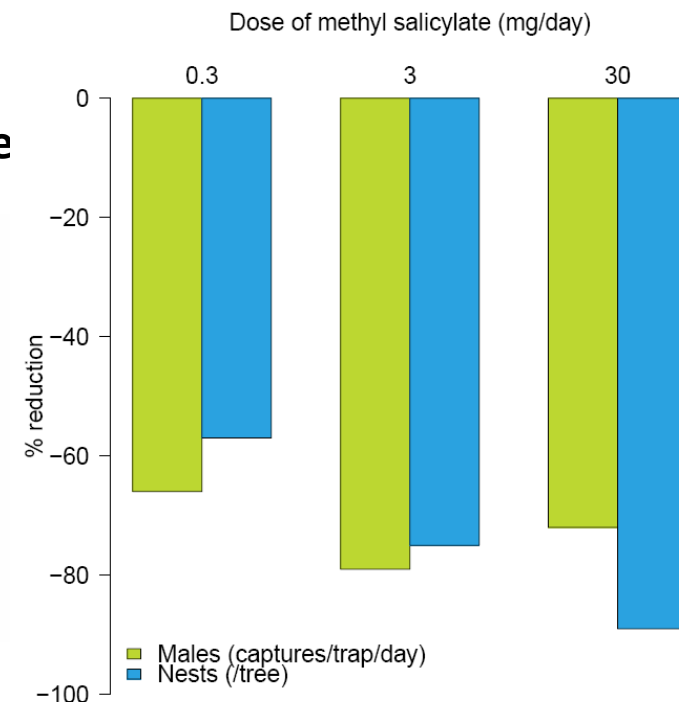 Dose of methyl salicylate (mg/day)
0.3 3 30
e
0
−20
−40
−60
−80
−100
% reduction
Males (captures/trap/day)
Nests (/tree)